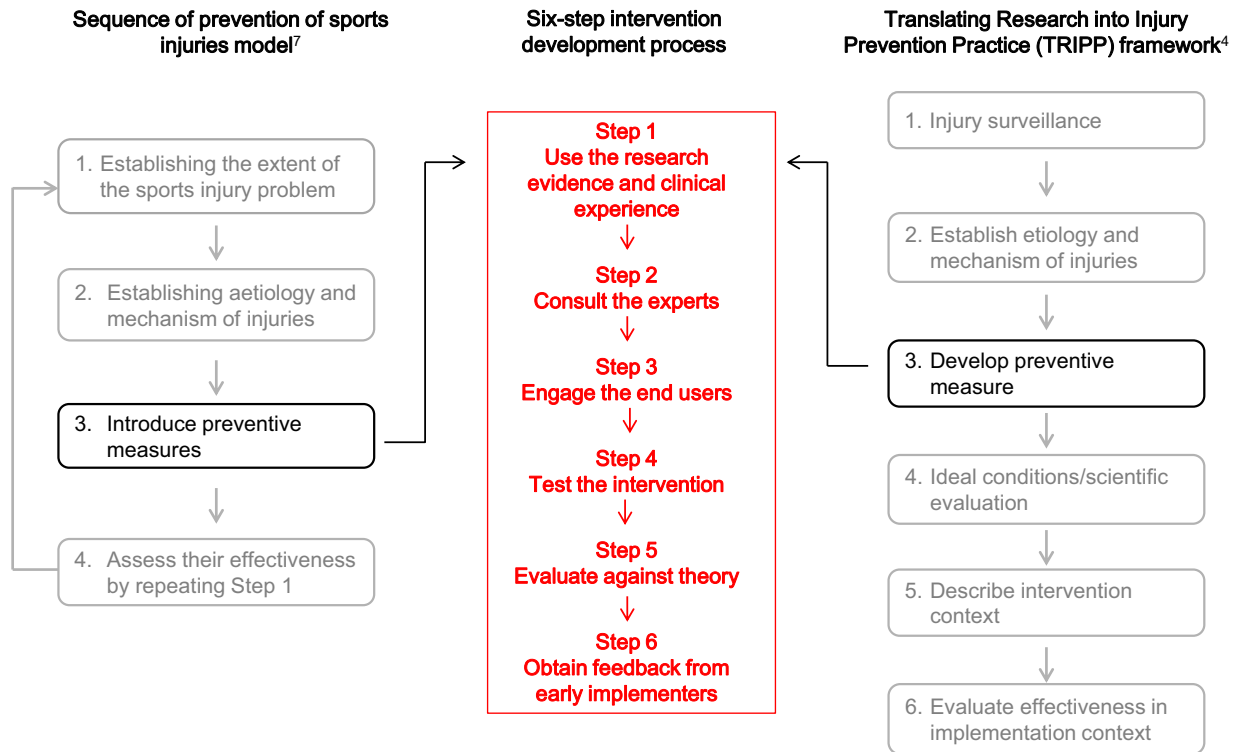 Sequence of prevention of sports
injuries model⁷
1. Establishing the extent of
the sports injury problem
2. Establishing aetiology and
mechanism of injuries
3. Introduce preventive
measures
4. Assess their effectiveness
by repeating Step 1
Six-step intervention
development process
Step 1
Use the research
evidence and clinical
experience
Step 2
Consult the experts
Step 3
Engage the end users
Step 4
Test the intervention
Step 5
Evaluate against theory
Step 6
Obtain feedback from
early implementers
Translating Research into Injury
Prevention Practice (TRIPP) framework⁴
1. Injury surveillance
2. Establish etiology and
mechanism of injuries
3. Develop preventive
measure
4. Ideal conditions/scientific
evaluation
5. Describe intervention
context
6. Evaluate effectiveness in
implementation context